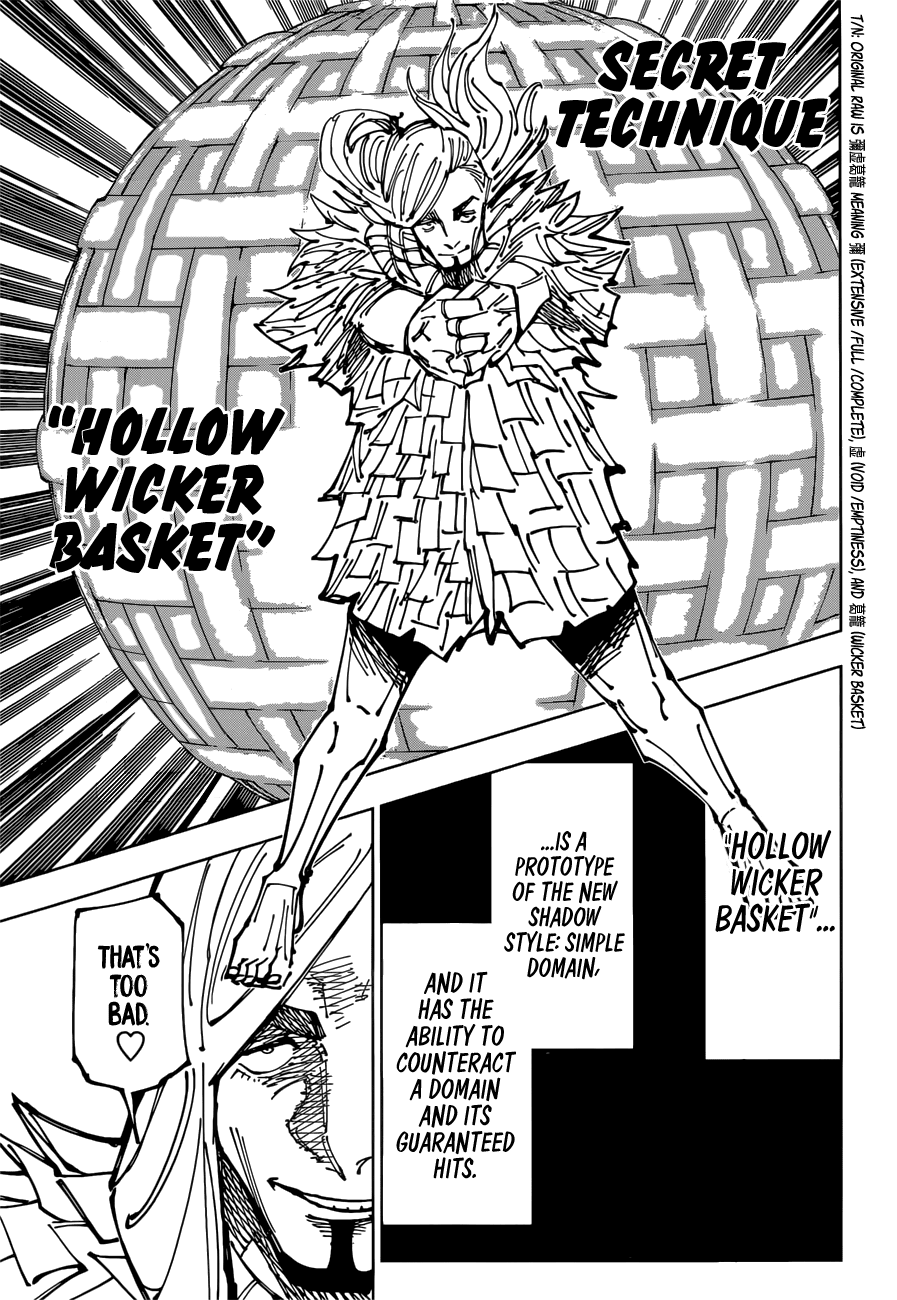 SECRET
TECHNIQUE
"HOLLOW
WICKER
BASKET"
T/N: ORIGINAL RAW IS 彌虚葛籠 MEANING 彌 (EXTENSIVE /FULL /COMPLETE), 虚 (VOID /EMPTINESS), AND 葛籠 (WICKER BASKET)
"HOLLOW
WICKER
BASKET"...
...IS A
PROTOTYPE
OF THE NEW
SHADOW
STYLE: SIMPLE
DOMAIN,
AND IT
HAS THE
ABILITY TO
COUNTERACT
A DOMAIN
AND ITS
GUARANTEED
HITS.
THAT'S
TOO
BAD.
♡